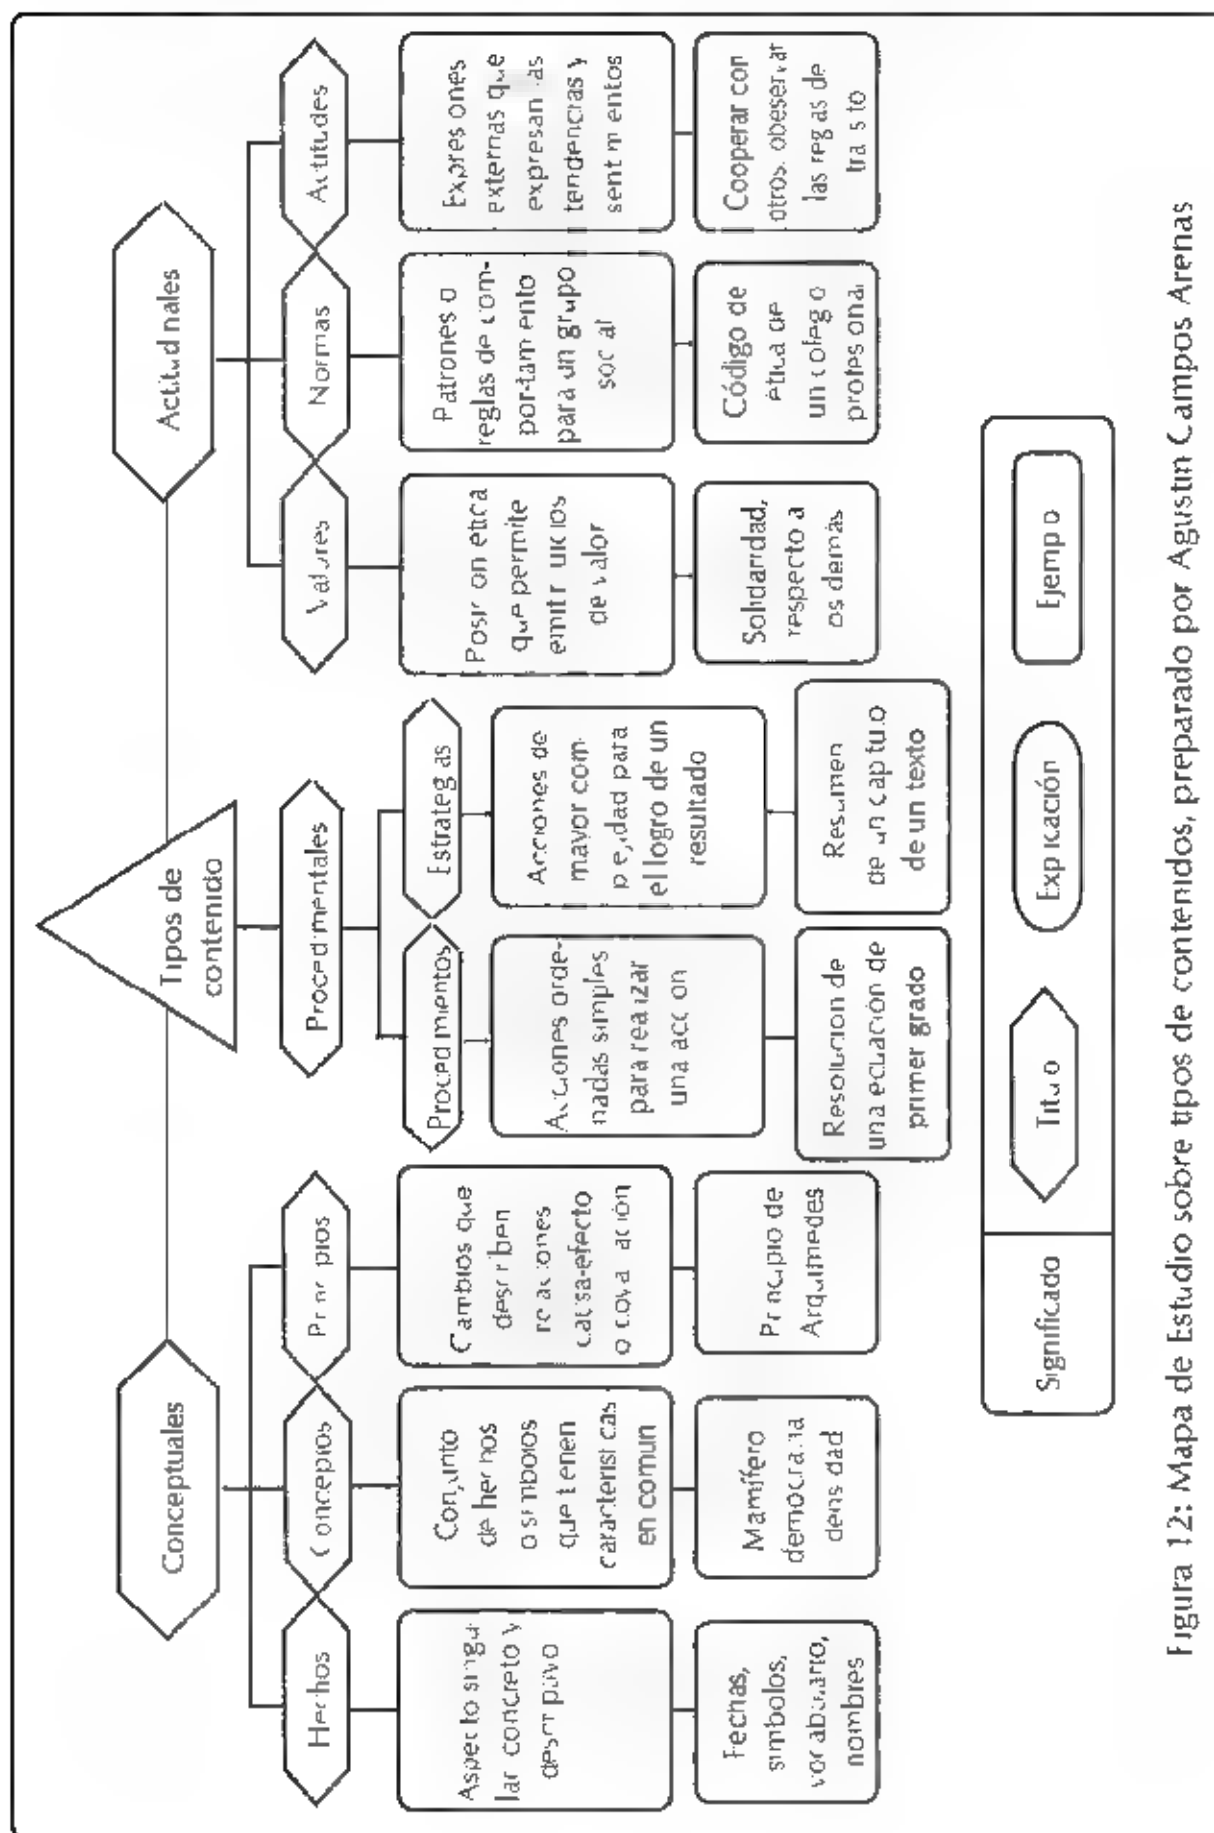 Tipos de
contenido
Conceptuales
Procedimentales
Actitudinales
Hechos
Conceptos
Principios
Procedimientos
Estrategias
Valores
Normas
Actitudes
Aspecto singu-
lar concreto y
descriptivo
Conjunto
de hechos
o símbolos
que tienen
características
en común
Cambios que
describen
relaciones
causa-efecto
o covariación
Acciones orde-
nadas simples
para realizar
una acción
Acciones de
mayor com-
plejidad para
el logro de un
resultado
Posición ética
que permite
emitir juicios
de valor
Patrones o
reglas de com-
portamiento
para un grupo
social
Expresiones
externas que
expresan las
tendencias y
sentimientos
Fechas,
símbolos,
vocabulario,
nombres
Mamífero
democracia
densidad
Principio de
Arquímedes
Resolución de
una ecuación de
primer grado
Resumen
de un capítulo
de un texto
Solidaridad,
respecto a
los demás
Código de
ética de
un colegio
profesional
Cooperar con
otros, obeservar
las reglas de
tránsito
Significado
Título
Explicación
Ejemplo
Figura 12: Mapa de Estudio sobre tipos de contenidos, preparado por Agustín Campos Arenas